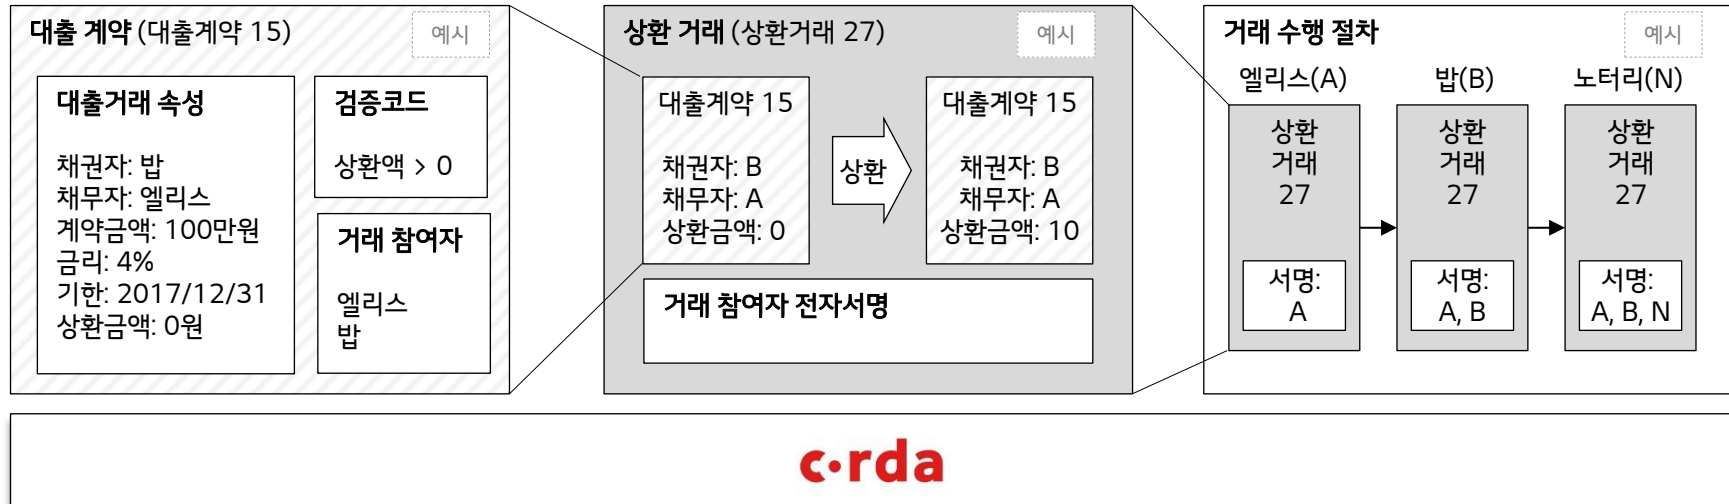 대출 계약 (대출계약 15)
예시
대출거래 속성
채권자: 밥
채무자: 엘리스
계약금액: 100만원
금리: 4%
기한: 2017/12/31
상환금액: 0원
검증코드
상환액 > 0
거래 참여자
엘리스
밥
상환 거래 (상환거래 27)
예시
대출계약 15
채권자: B
채무자: A
상환금액: 0
상환
대출계약 15
채권자: B
채무자: A
상환금액: 10
거래 참여자 전자서명
거래 수행 절차
예시
엘리스(A)
상환
거래
27
서명:
A
밥(B)
상환
거래
27
서명:
A, B
노터리(N)
상환
거래
27
서명:
A, B, N
c•rda